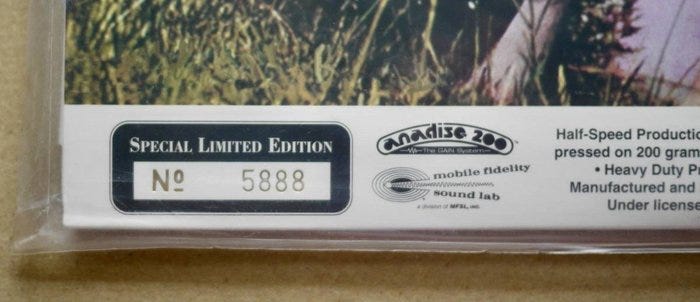 SPECIAL LIMITED EDITION
Nº 5888
anadisc 200
The GAIN System
mobile fidelity
sound lab
a division of MFSL, INC.
Half-Speed Productio
pressed on 200 gram
• Heavy Duty Pr
Manufactured and
Under license